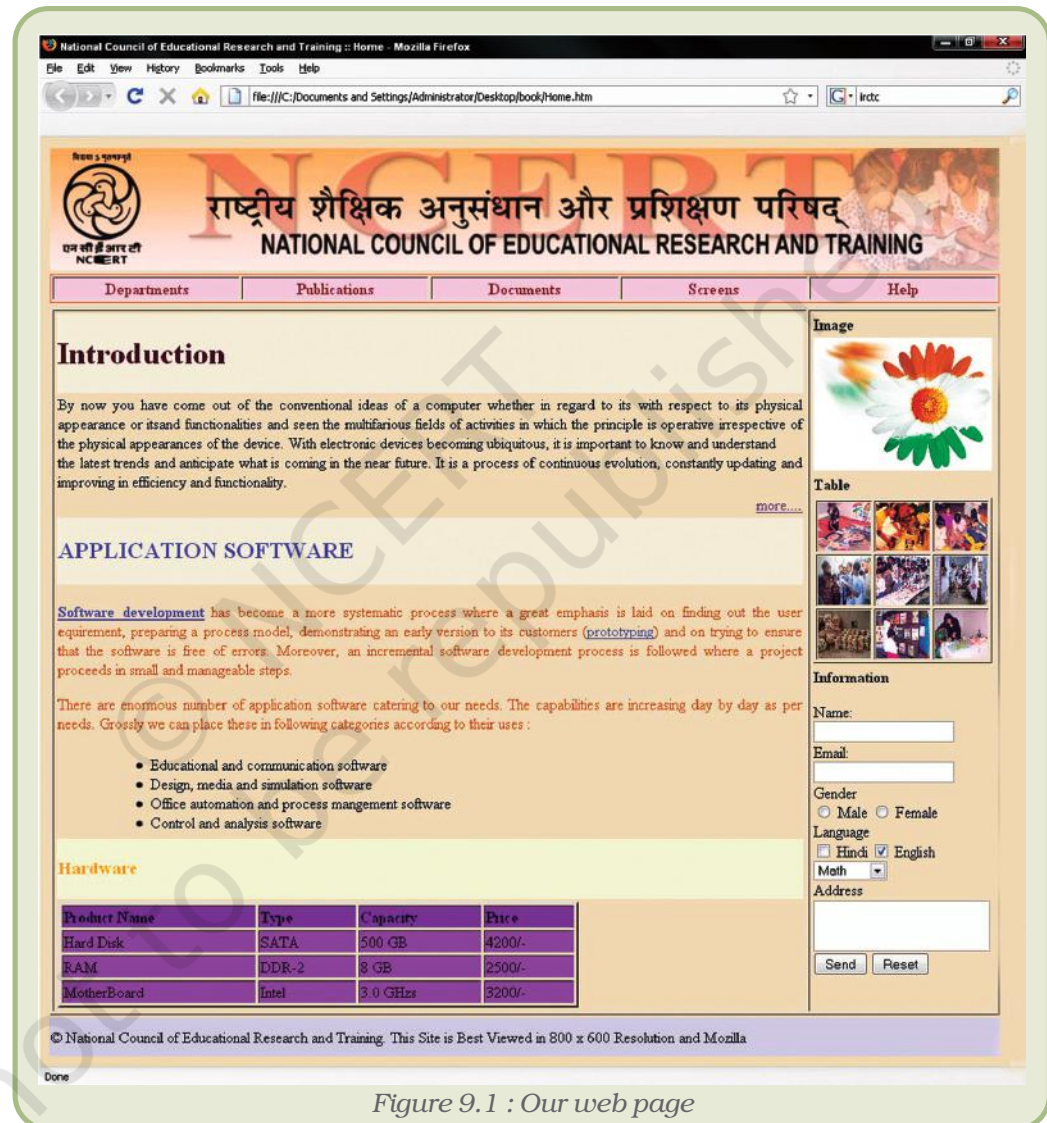 National Council of Educational Research and Training :: Home - Mozilla Firefox
File Edit View History Bookmarks Tools Help
file:///C:/Documents and Settings/Administrator/Desktop/book/Home.htm
irctc
NCERT
एन सी ई आर टी
NCERT
राष्ट्रीय शैक्षिक अनुसंधान और प्रशिक्षण परिषद्
NATIONAL COUNCIL OF EDUCATIONAL RESEARCH AND TRAINING
Departments Publications Documents Screens Help
Introduction
By now you have come out of the conventional ideas of a computer whether in regard to its with respect to its physical
appearance or itsand functionalities and seen the multifarious fields of activities in which the principle is operative irrespective of
the physical appearances of the device. With electronic devices becoming ubiquitous, it is important to know and understand
the latest trends and anticipate what is coming in the near future. It is a process of continuous evolution, constantly updating and
improving in efficiency and functionality.
more....
APPLICATION SOFTWARE
Software development has become a more systematic process where a great emphasis is laid on finding out the user
equirement, preparing a process model, demonstrating an early version to its customers (prototyping) and on trying to ensure
that the software is free of errors. Moreover, an incremental software development process is followed where a project
proceeds in small and manageable steps.
There are enormous number of application software catering to our needs. The capabilities are increasing day by day as per
needs. Grossly we can place these in following categories according to their uses :
• Educational and communication software
• Design, media and simulation software
• Office automation and process mangement software
• Control and analysis software
Hardware
Product Name Type Capacity Price
Hard Disk SATA 500 GB 4200/-
RAM DDR-2 8 GB 2500/-
MotherBoard Intel 3.0 GHzs 3200/-
Image
Table
Information
Name:
Email:
Gender
Male Female
Language
Hindi English
Math
Address
Send Reset
© National Council of Educational Research and Training. This Site is Best Viewed in 800 x 600 Resolution and Mozilla
Done
Figure 9.1 : Our web page
© NCERT
not to be republished